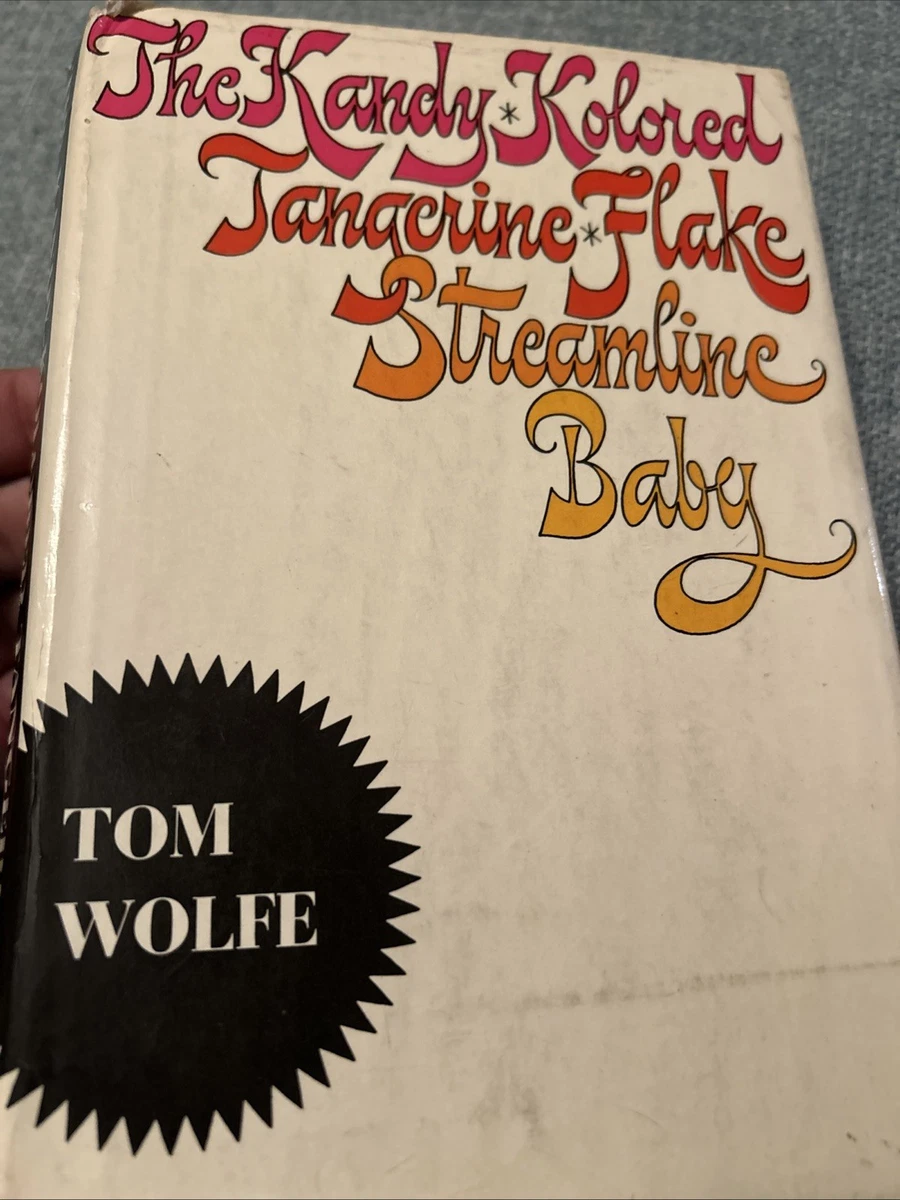 The Kandy*Kolored
Tangerine*Flake
Streamline
Baby
TOM
WOLFE